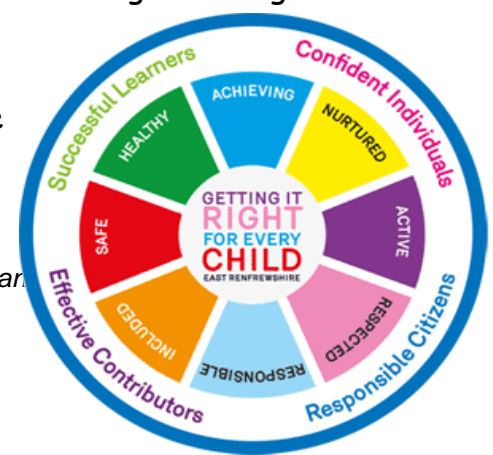 Successful Learners
Confident Individuals
ACHIEVING
NURTURED
ACTIVE
RESPECTED
RESPONSIBLE
INCLUDED
SAFE
HEALTHY
GETTING IT
RIGHT
FOR EVERY
CHILD
EAST RENFREWSHIRE
Effective Contributors
Responsible Citizens